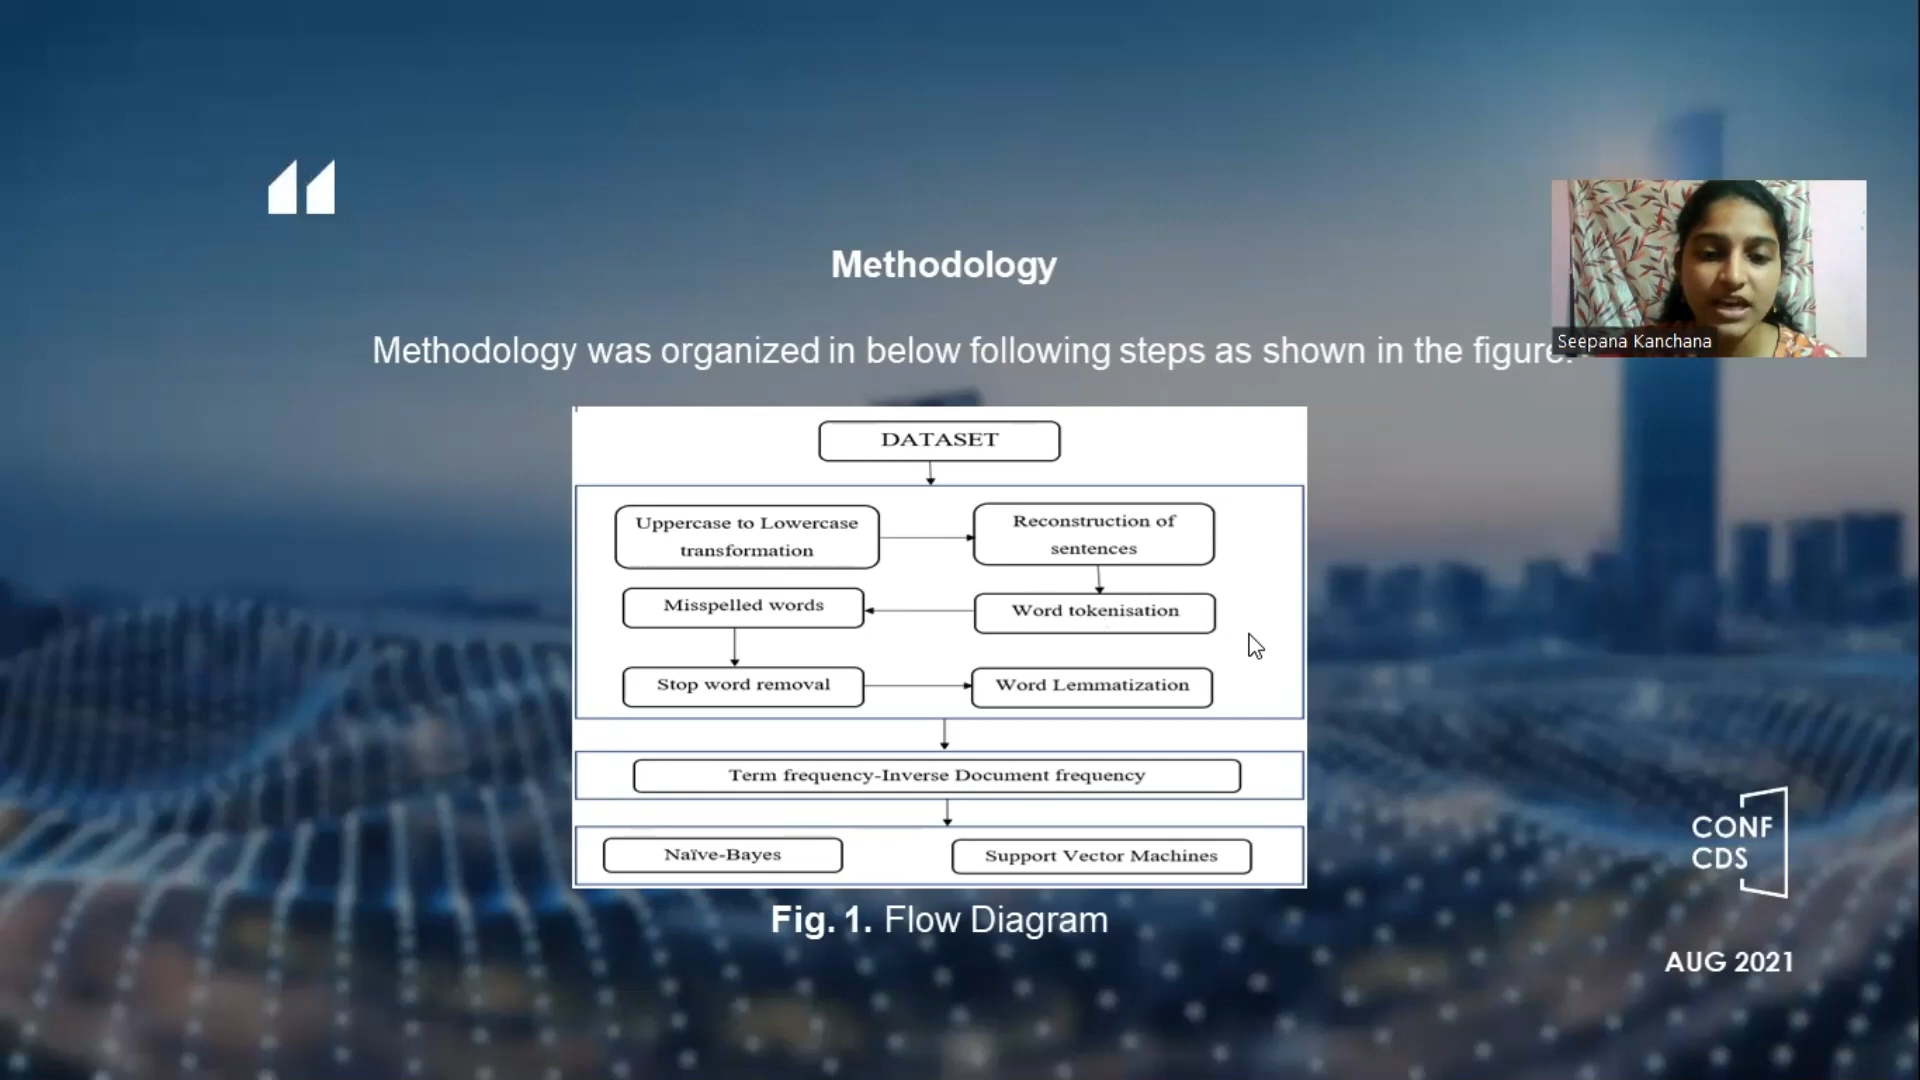 Methodology
Methodology was organized in below following steps as shown in the figure.
Seepana Kanchana
DATASET
Uppercase to Lowercase
transformation
Reconstruction of
sentences
Misspelled words
Word tokenisation
Stop word removal
Word Lemmatization
Term frequency-Inverse Document frequency
Naïve-Bayes
Support Vector Machines
Fig. 1. Flow Diagram
CONF
CDS
AUG 2021